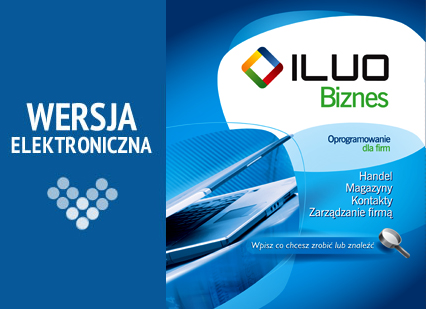 WERSJA
ELEKTRONICZNA
ILUO
Biznes
Oprogramowanie
dla firm
Handel
Magazyny
Kontakty
Zarządzanie firmą
Wpisz co chcesz zrobić lub znaleźć